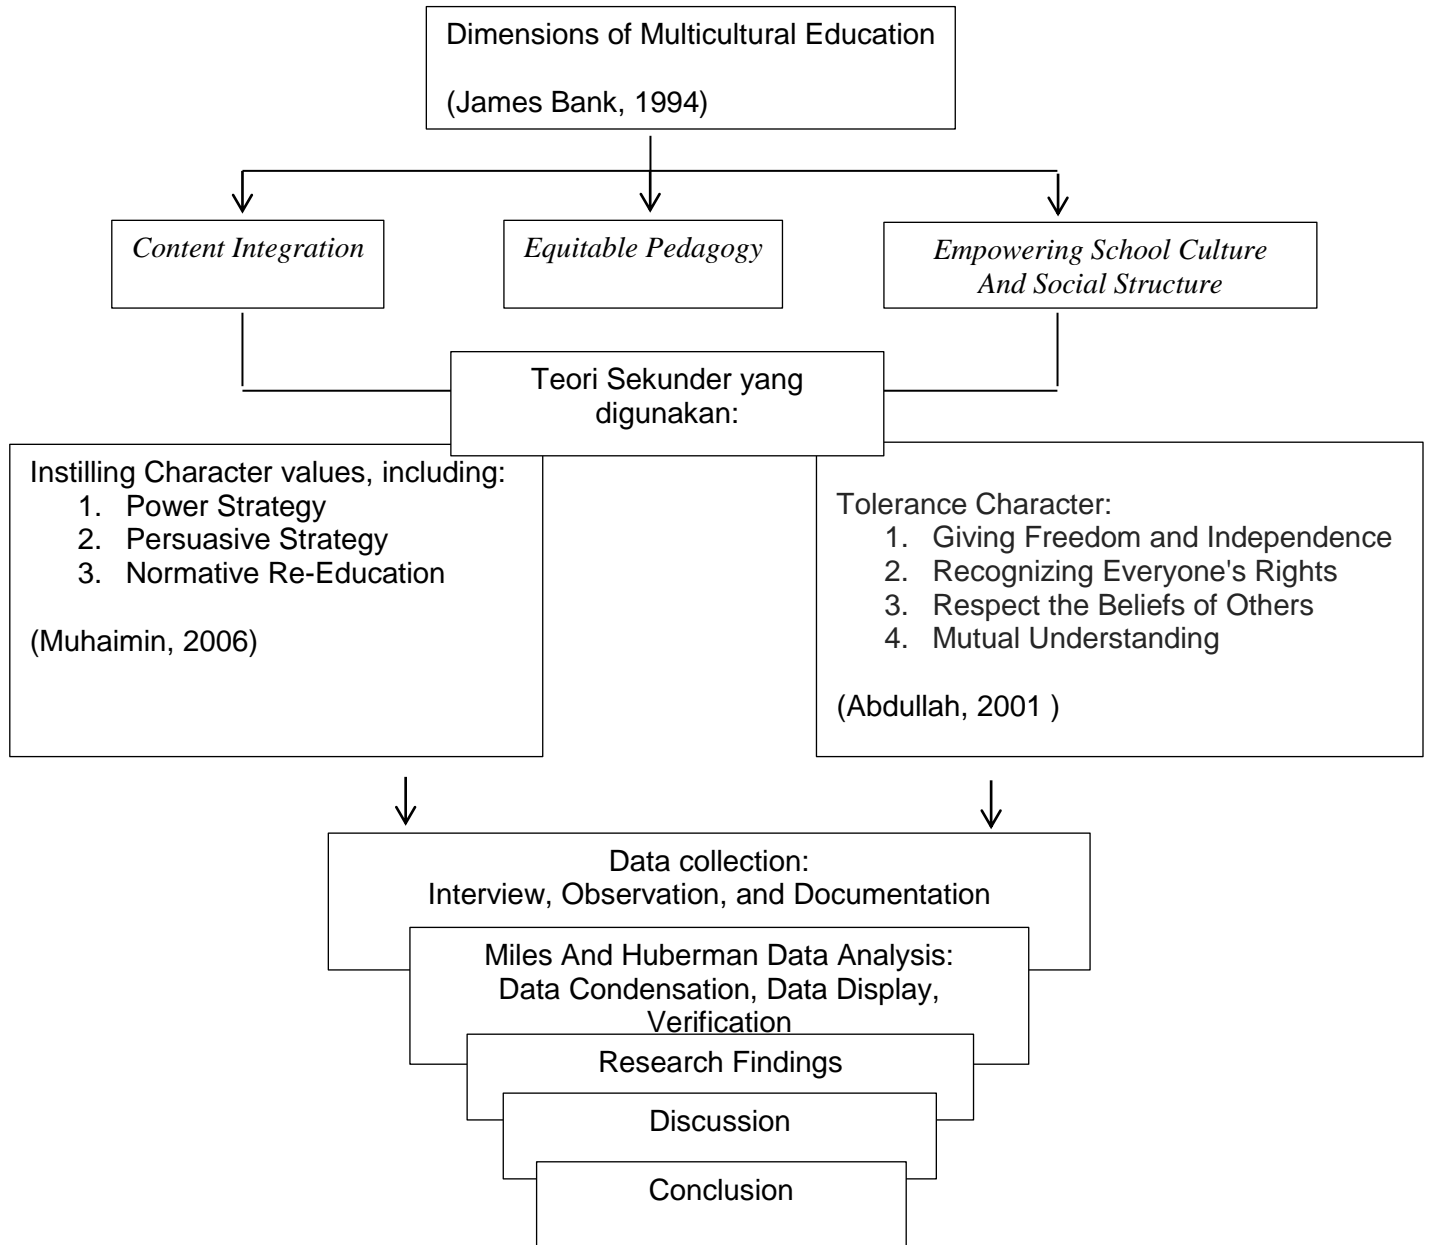 Dimensions of Multicultural Education
(James Bank, 1994)
Content Integration
Equitable Pedagogy
Empowering School Culture
And Social Structure
Teori Sekunder yang
digunakan:
Instilling Character values, including:
1. Power Strategy
2. Persuasive Strategy
3. Normative Re-Education
(Muhaimin, 2006)
Tolerance Character:
1. Giving Freedom and Independence
2. Recognizing Everyone's Rights
3. Respect the Beliefs of Others
4. Mutual Understanding
(Abdullah, 2001 )
Data collection:
Interview, Observation, and Documentation
Miles And Huberman Data Analysis:
Data Condensation, Data Display,
Verification
Research Findings
Discussion
Conclusion